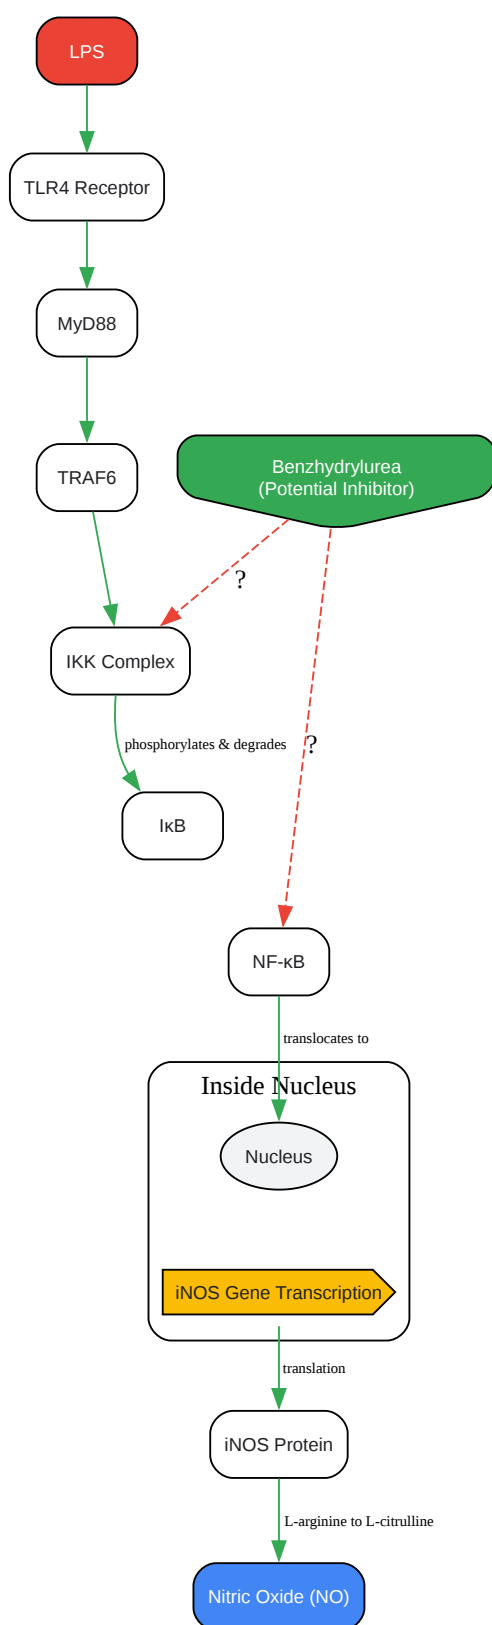 LPS
TLR4 Receptor
MyD88
TRAF6
Benzhydrylurea
(Potential Inhibitor)
?
IKK Complex
phosphorylates & degrades
?
IκB
NF-κB
translocates to
Inside Nucleus
Nucleus
iNOS Gene Transcription
translation
iNOS Protein
L-arginine to L-citrulline
Nitric Oxide (NO)